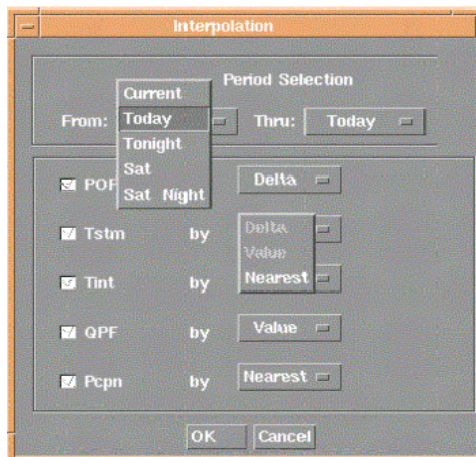 Interpolation
Period Selection
Current
From: Today Thru: Today
Tonight
Sat
Sat Night
POP Delta
Tstm by Delta
Value
Tint by Nearest
QPF by Value
Pcpn by Nearest
OK Cancel